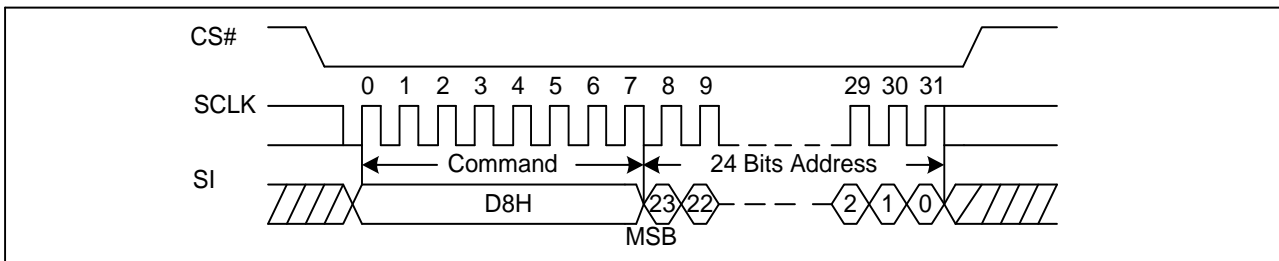 CS#
0 1 2 3 4 5 6 7 8 9 29 30 31
SCLK
Command 24 Bits Address
SI
D8H 23 22 2 1 0
MSB